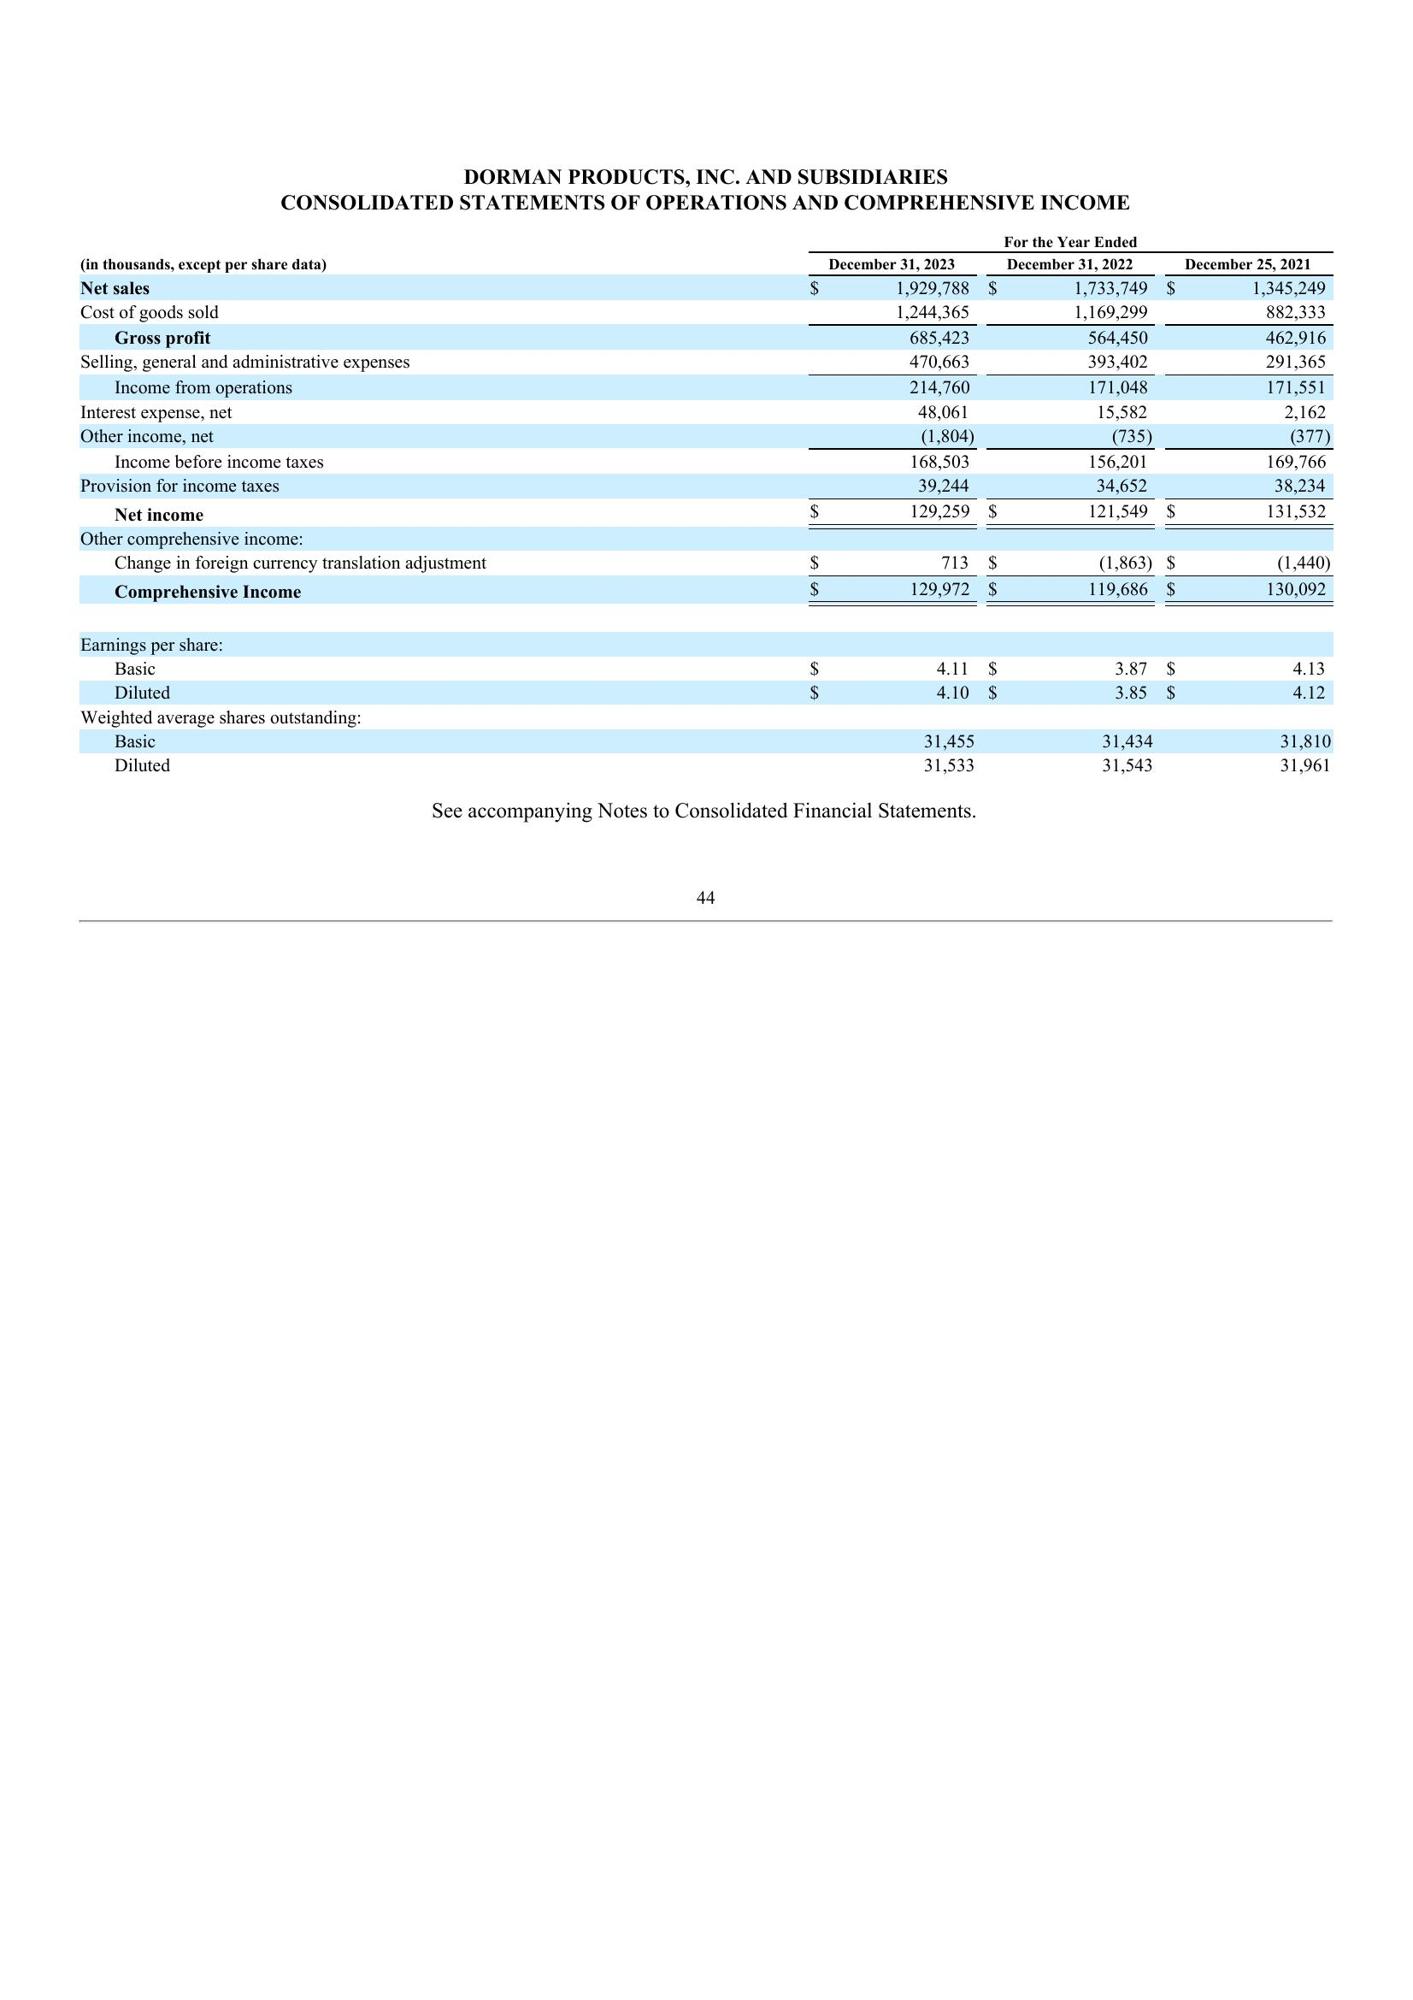 DORMAN PRODUCTS, INC. AND SUBSIDIARIES
CONSOLIDATED STATEMENTS OF OPERATIONS AND COMPREHENSIVE INCOME
For the Year Ended
(in thousands, except per share data) December 31, 2023 December 31, 2022 December 25, 2021
Net sales $ 1,929,788 $ 1,733,749 $ 1,345,249
Cost of goods sold 1,244,365 1,169,299 882,333
Gross profit 685,423 564,450 462,916
Selling, general and administrative expenses 470,663 393,402 291,365
Income from operations 214,760 171,048 171,551
Interest expense, net 48,061 15,582 2,162
Other income, net (1,804) (735) (377)
Income before income taxes 168,503 156,201 169,766
Provision for income taxes 39,244 34,652 38,234
Net income $ 129,259 $ 121,549 $ 131,532
Other comprehensive income:
Change in foreign currency translation adjustment $ 713 $ (1,863) $ (1,440)
Comprehensive Income $ 129,972 $ 119,686 $ 130,092
Earnings per share:
Basic $ 4.11 $ 3.87 $ 4.13
Diluted $ 4.10 $ 3.85 $ 4.12
Weighted average shares outstanding:
Basic 31,455 31,434 31,810
Diluted 31,533 31,543 31,961
See accompanying Notes to Consolidated Financial Statements.
44